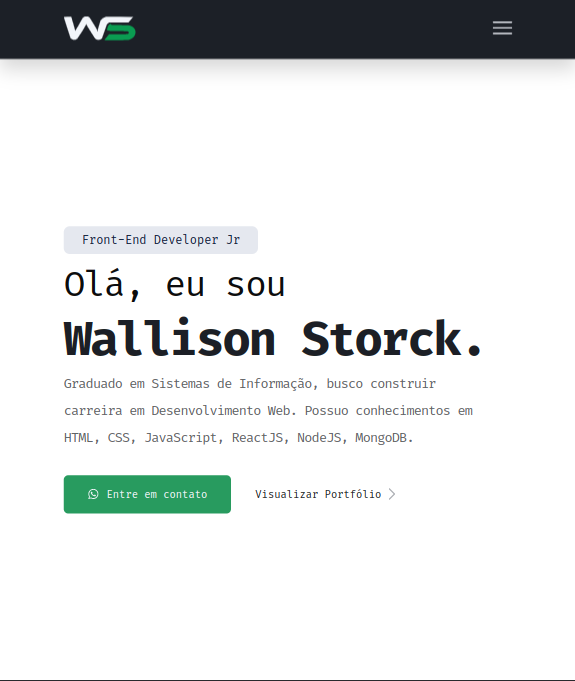 WS
Front-End Developer Jr
Olá, eu sou
Wallison Storck.
Graduado em Sistemas de Informação, busco construir
carreira em Desenvolvimento Web. Possuo conhecimentos em
HTML, CSS, JavaScript, ReactJS, NodeJS, MongoDB.
Entre em contato
Visualizar Portfólio